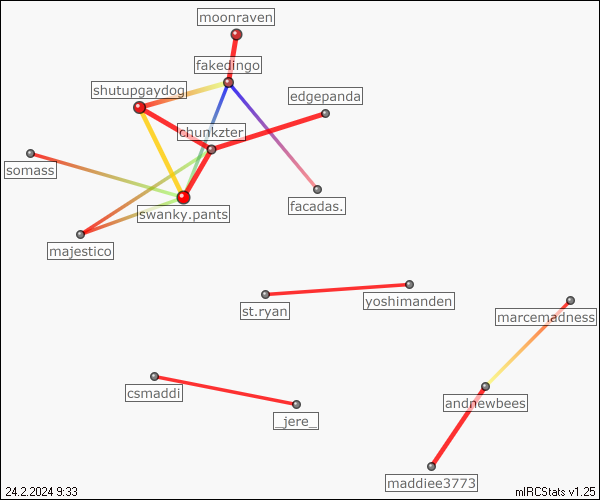 moonraven
fakedingo
shutupgaydog
edgepanda
chunkzter
somass
facadas.
swanky.pants
majestico
yoshimanden
st.ryan
marcemadness
csmaddi
andnewbees
_jere_
maddiee3773
24.2.2024 9:33
mIRCStats v1.25